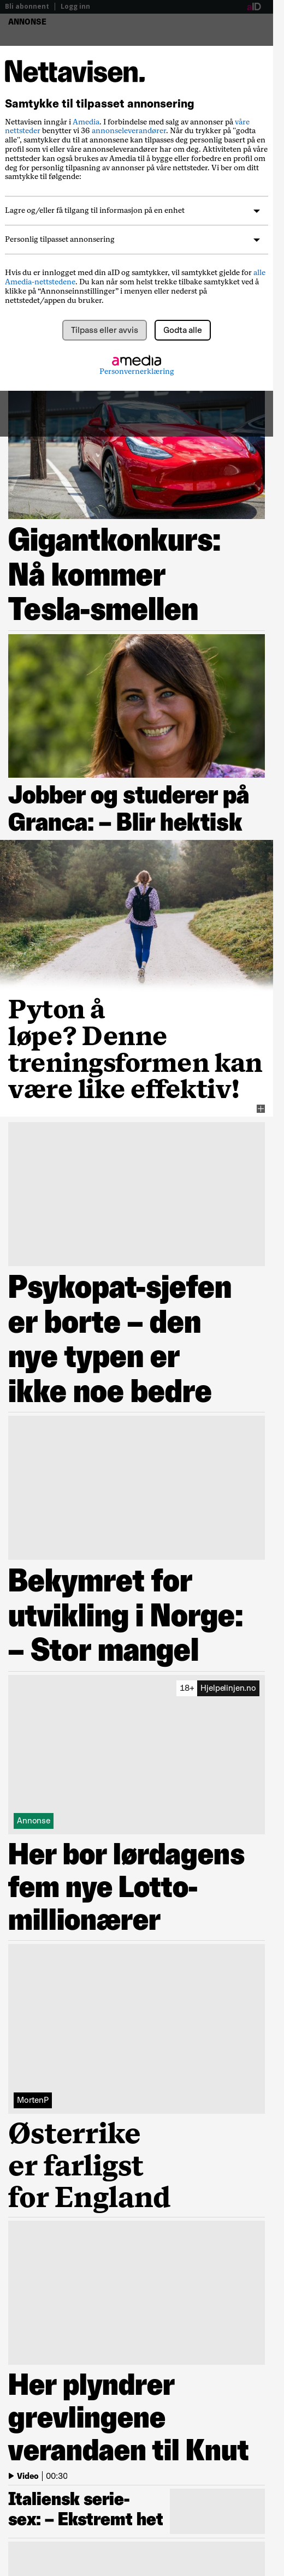 Bli abonnent | Logg inn
aID
ANNONSE
Nettavisen.
Samtykke til tilpasset annonsering
Nettavisen inngår i Amedia. I forbindelse med salg av annonser på våre
nettsteder benytter vi 36 annonseleverandører. Når du trykker på "godta
alle", samtykker du til at annonsene kan tilpasses deg personlig basert på en
profil som vi eller våre annonseleverandører har om deg. Aktiviteten på våre
nettsteder kan også brukes av Amedia til å bygge eller forbedre en profil om
deg for personlig tilpasning av annonser på våre nettsteder. Vi ber om ditt
samtykke til følgende:
Lagre og/eller få tilgang til informasjon på en enhet
Personlig tilpasset annonsering
Hvis du er innlogget med din aID og samtykker, vil samtykket gjelde for alle
Amedia-nettstedene. Du kan når som helst trekke tilbake samtykket ved å
klikke på "Annonseinnstillinger" i menyen eller nederst på
nettstedet/appen du bruker.
Tilpass eller avvis
Godta alle
amedia
Personvernerklæring
Gigantkonkurs:
Nå kommer
Tesla-smellen
Jobber og studerer på
Granca: – Blir hektisk
Pyton å
løpe? Denne
treningsformen kan
være like effektiv!
Psykopat-sjefen
er borte – den
nye typen er
ikke noe bedre
Bekymret for
utvikling i Norge:
– Stor mangel
18+ Hjelpelinjen.no
Annonse
Her bor lørdagens
fem nye Lotto-
millionærer
MortenP
Østerrike
er farligst
for England
Her plyndrer
grevlingene
verandaen til Knut
Video | 00:30
Italiensk serie-
sex: – Ekstremt het